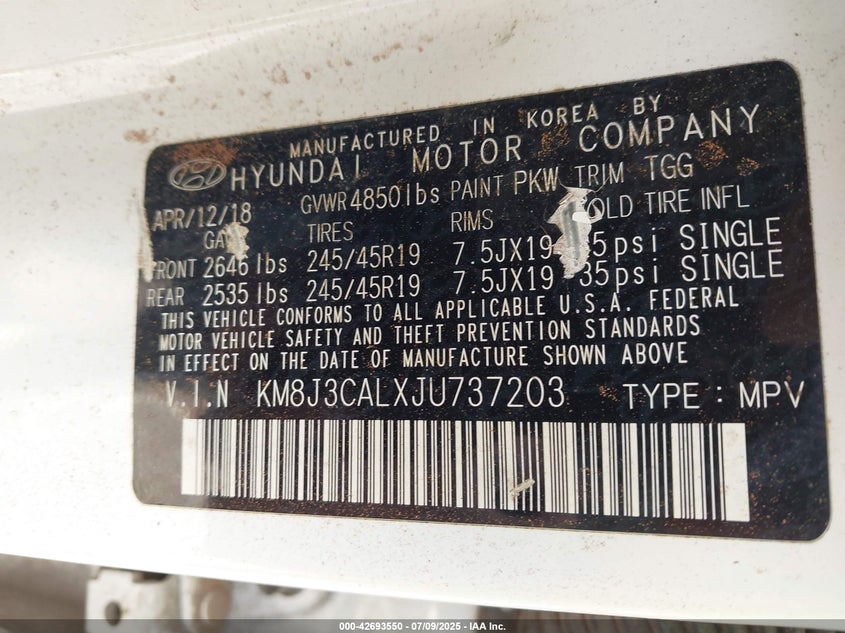 MANUFACTURED IN KOREA BY
HYUNDAI MOTOR COMPANY
APR/12/18 GVWR 4850lbs PAINT PKW TRIM TGG
TIRES RIMS COLD TIRE INFL
FRONT 2646 lbs 245/45R19 7.5JX19 35psi SINGLE
REAR 2535 lbs 245/45R19 7.5JX19 35psi SINGLE
THIS VEHICLE CONFORMS TO ALL APPLICABLE U.S.A. FEDERAL
MOTOR VEHICLE SAFETY AND THEFT PREVENTION STANDARDS
IN EFFECT ON THE DATE OF MANUFACTURE SHOWN ABOVE
V.I.N KM8J3CALXJU737203 TYPE : MPV
000-42693550 - 07/09/2025 - IAA Inc.